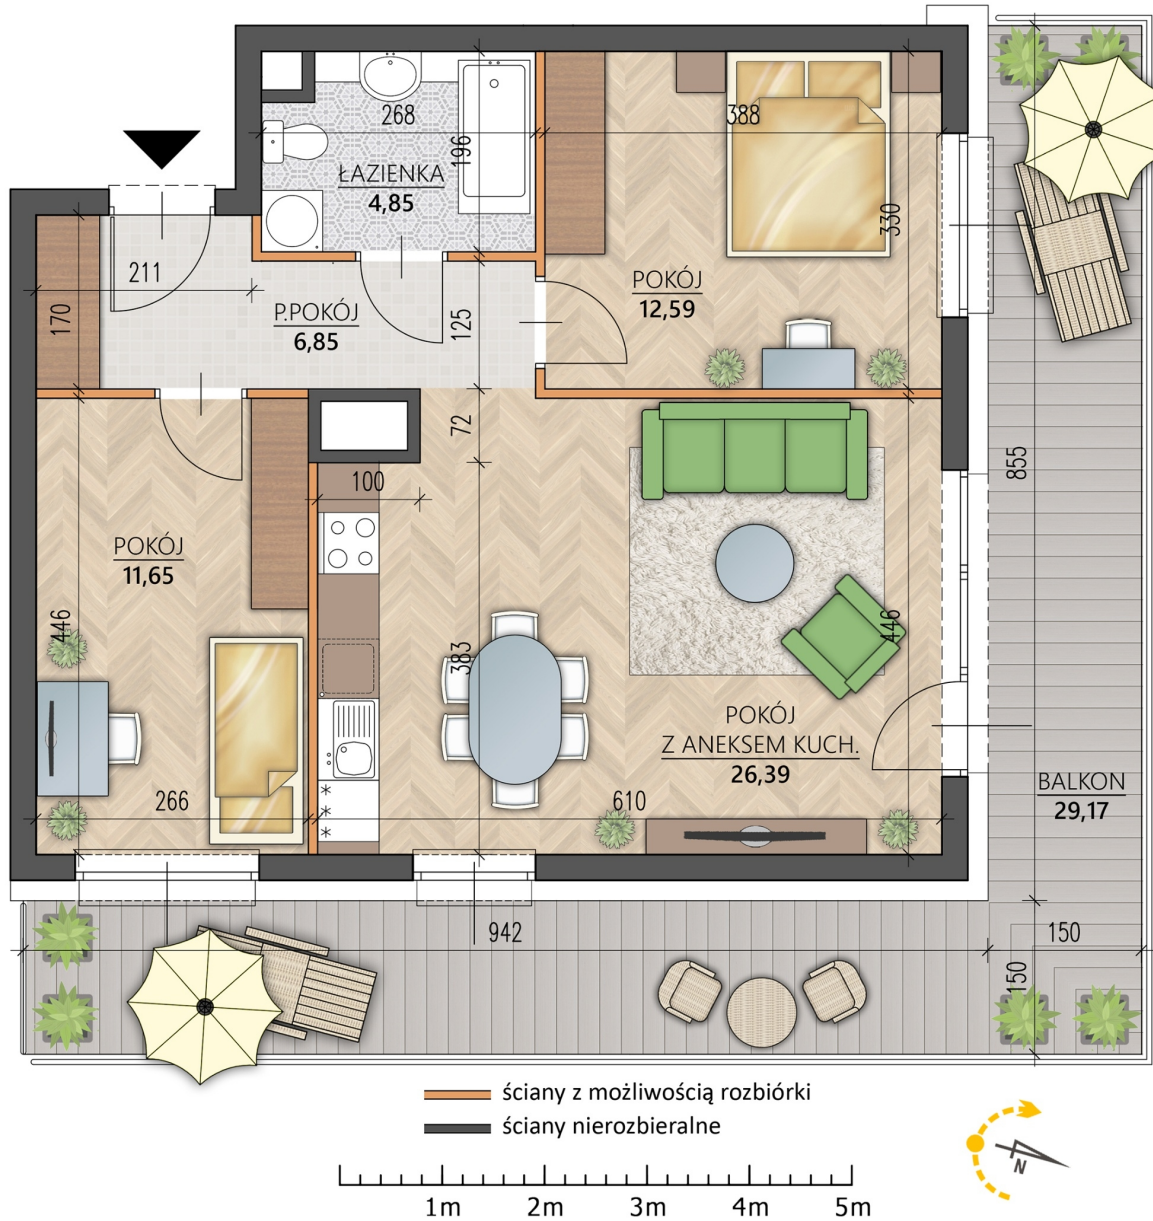 268
196
ŁAZIENKA
4,85
388
330
POKÓJ
12,59
211
170
P.POKÓJ
6,85
125
72
100
855
POKÓJ
11,65
446
383
446
POKÓJ
Z ANEKSEM KUCH.
26,39
266
610
BALKON
29,17
942
150
150
ściany z możliwością rozbiórki
ściany nierozbieralne
N
1m 2m 3m 4m 5m